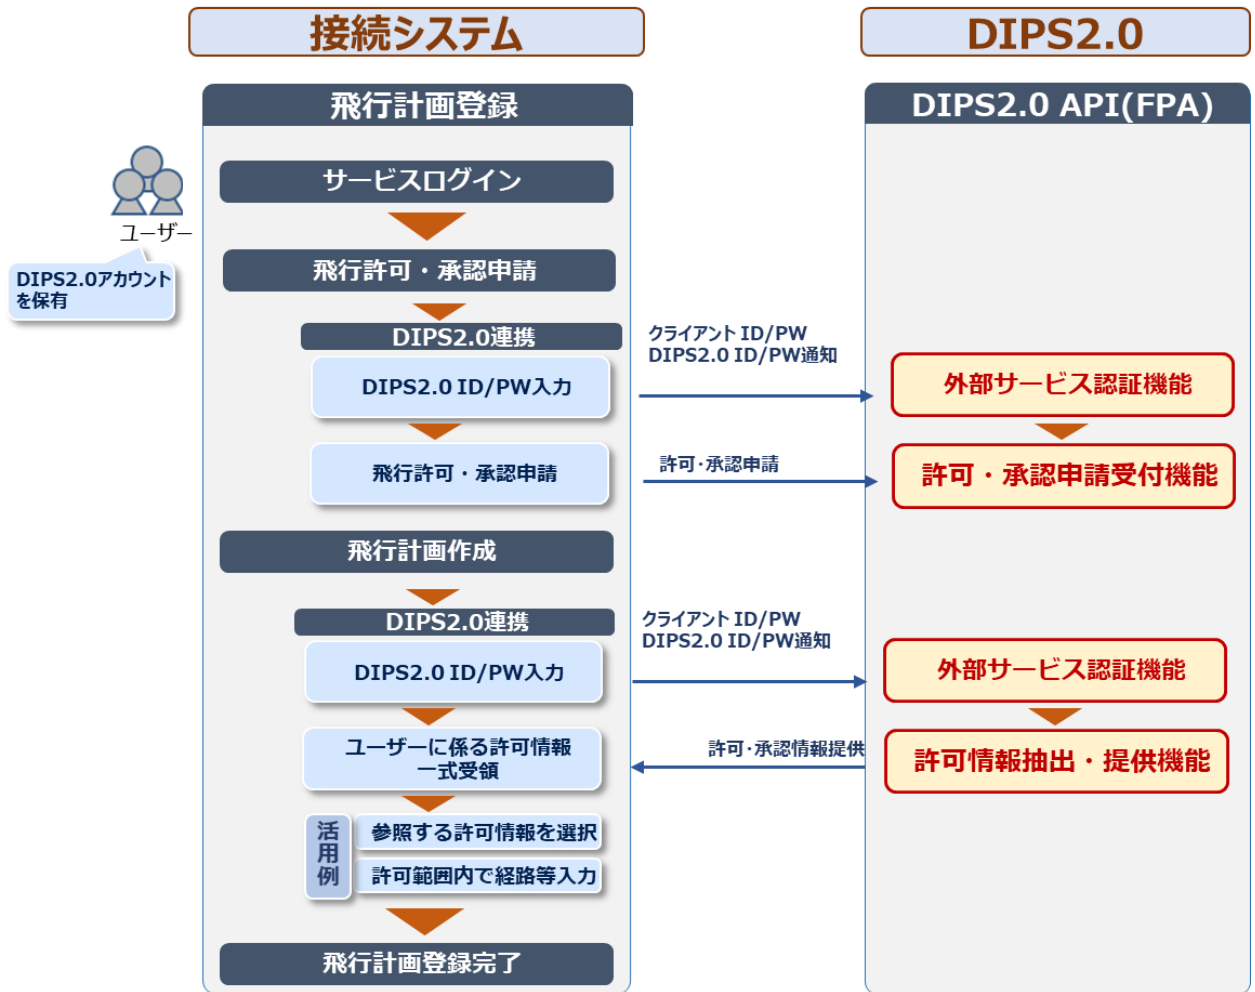 接続システム
DIPS2.0
飛行計画登録
DIPS2.0 API(FPA)
サービスログイン
ユーザー
DIPS2.0アカウント
を保有
飛行許可・承認申請
DIPS2.0連携
クライアント ID/PW
DIPS2.0 ID/PW通知
DIPS2.0 ID/PW入力
外部サービス認証機能
飛行許可・承認申請
許可・承認申請
許可・承認申請受付機能
飛行計画作成
DIPS2.0連携
クライアント ID/PW
DIPS2.0 ID/PW通知
DIPS2.0 ID/PW入力
外部サービス認証機能
ユーザーに係る許可情報
一式受領
許可・承認情報提供
許可情報抽出・提供機能
活用例
参照する許可情報を選択
許可範囲内で経路等入力
飛行計画登録完了